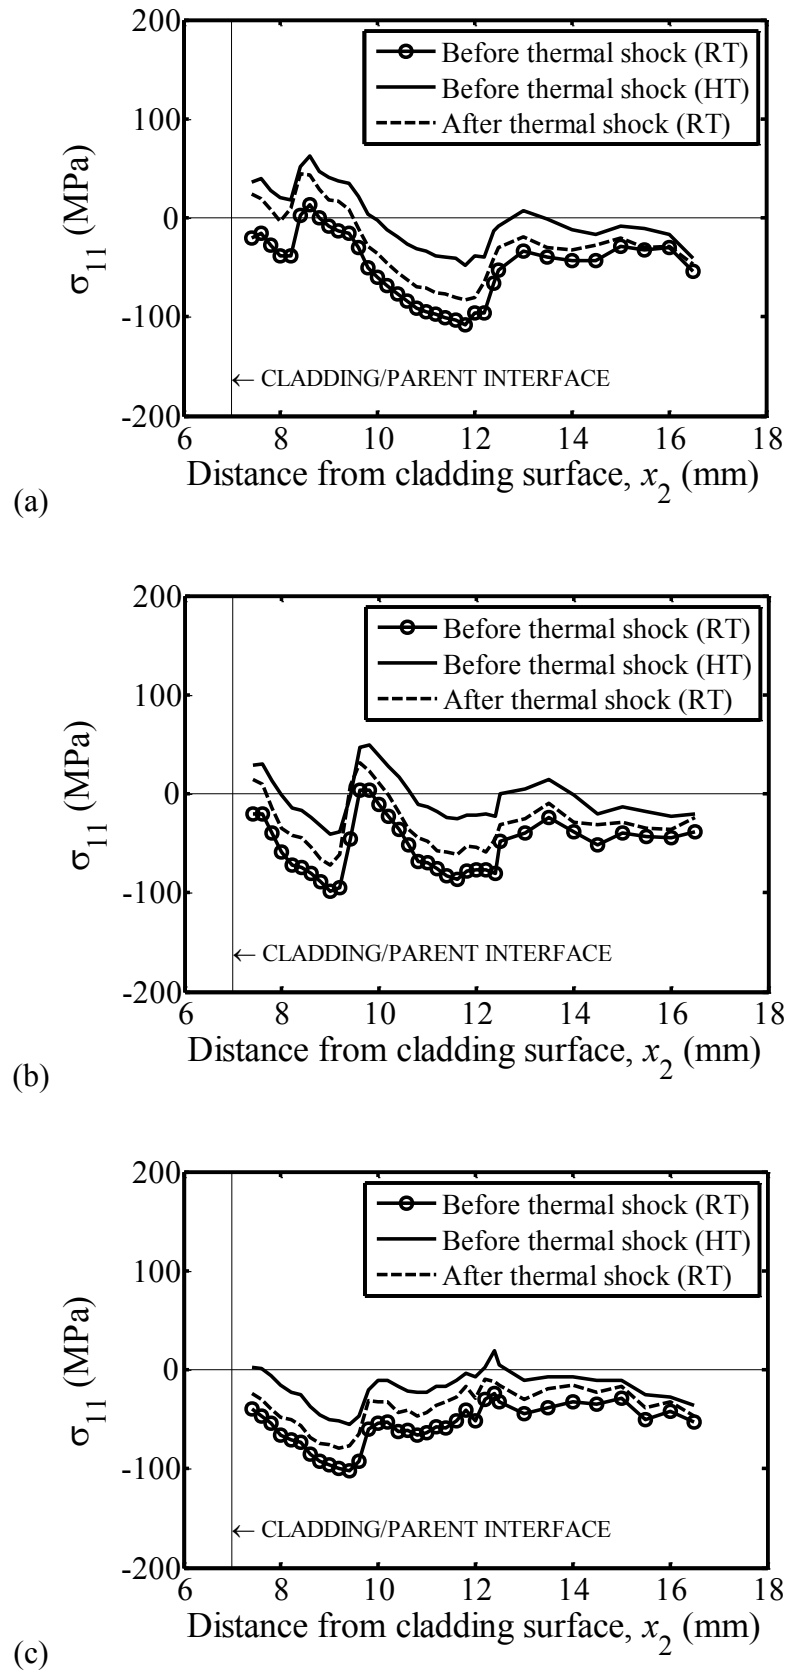 200
Before thermal shock (RT)
Before thermal shock (HT)
After thermal shock (RT)
100
0
-100
-200
σ11 (MPa)
← CLADDING/PARENT INTERFACE
6 8 10 12 14 16 18
Distance from cladding surface, x2 (mm)
(a)
200
Before thermal shock (RT)
Before thermal shock (HT)
After thermal shock (RT)
100
0
-100
-200
σ11 (MPa)
← CLADDING/PARENT INTERFACE
6 8 10 12 14 16 18
Distance from cladding surface, x2 (mm)
(b)
200
Before thermal shock (RT)
Before thermal shock (HT)
After thermal shock (RT)
100
0
-100
-200
σ11 (MPa)
← CLADDING/PARENT INTERFACE
6 8 10 12 14 16 18
Distance from cladding surface, x2 (mm)
(c)